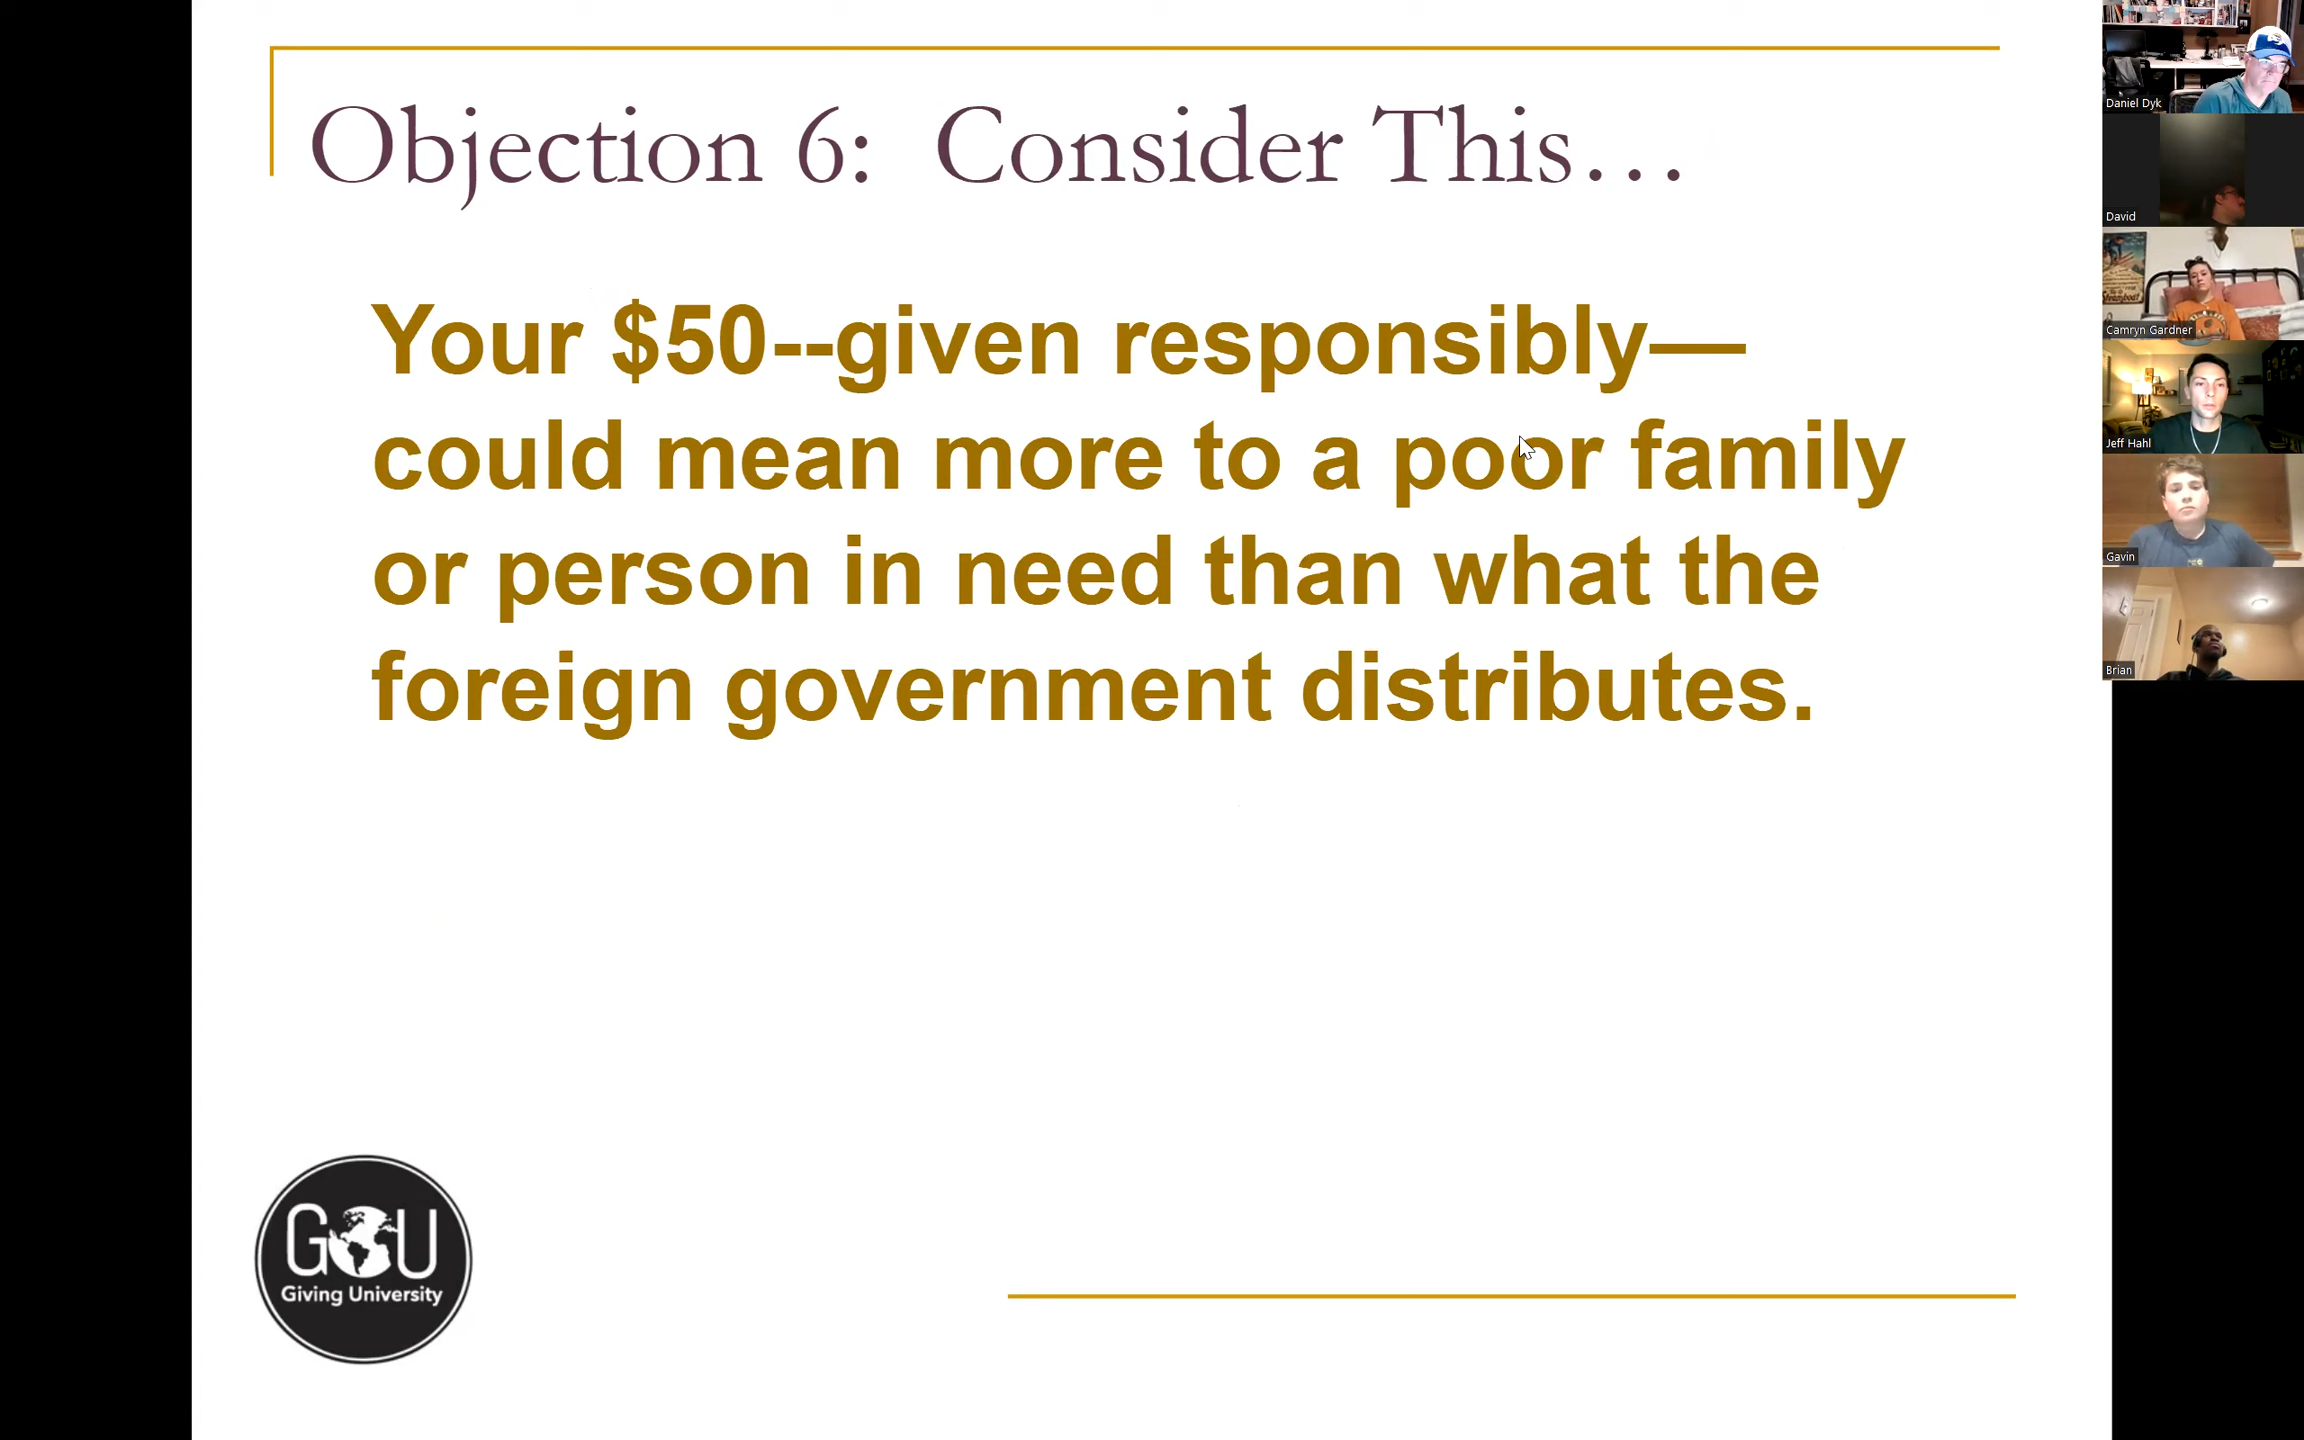 Objection 6: Consider This…
Your $50--given responsibly—
could mean more to a poor family
or person in need than what the
foreign government distributes.
GU
Giving University
Daniel Dyk
David
Camryn Gardner
Jeff Hahl
Gavin
Brian